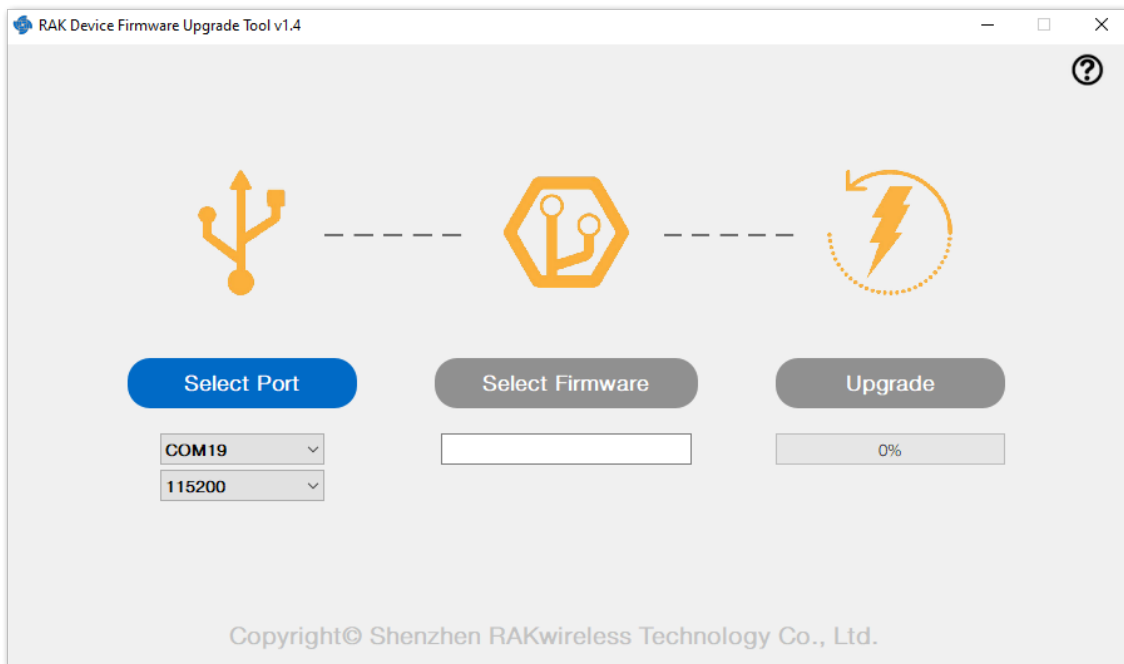 RAK Device Firmware Upgrade Tool v1.4
Select Port
Select Firmware
Upgrade
COM19
0%
115200
Copyright© Shenzhen RAKwireless Technology Co., Ltd.